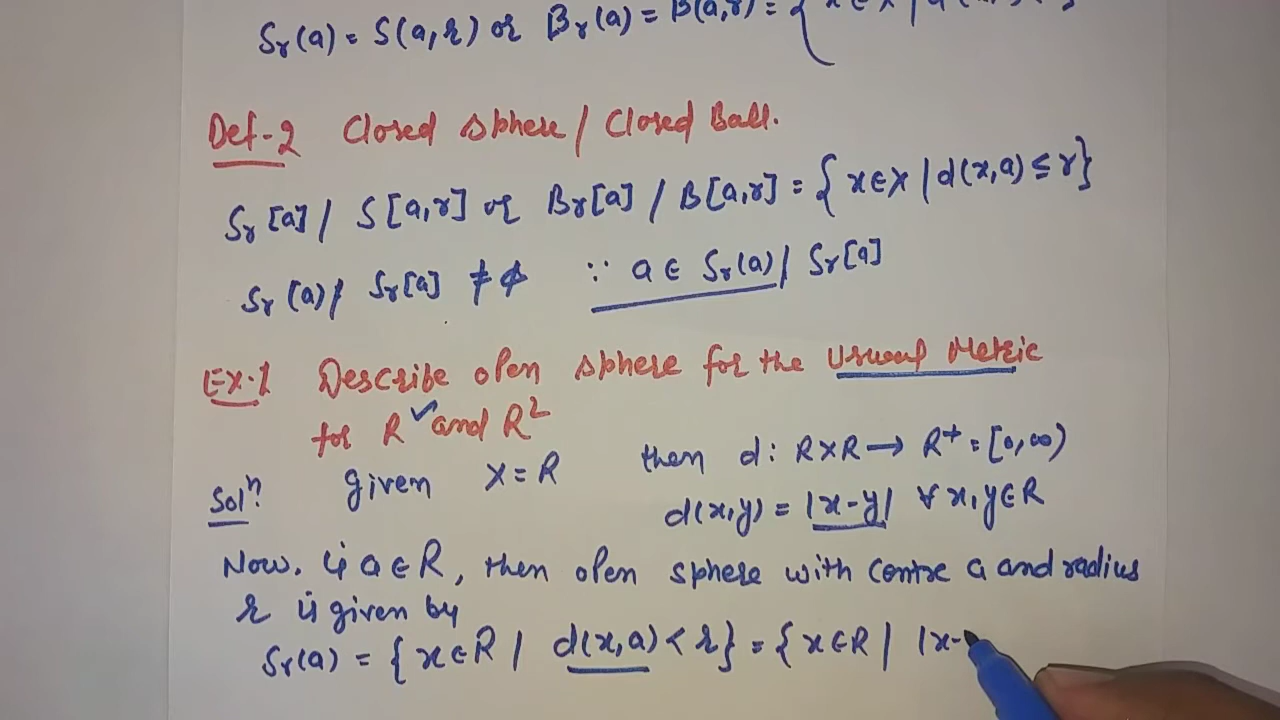 Sr(a) = S(a,r) or Br(a) = B(a,r) = {
Def-2 Closed sphere / Closed Ball.
Sr[a] / S[a,r] or Br[a] / B[a,r] = { x∈X | d(x,a) ≤ r}
Sr(a) / Sr[a] ≠ ϕ ∵ a ∈ Sr(a) / Sr[a]
Ex.1 Describe open sphere for the Usual Metric
for R ✓ and R²
Solⁿ: given X = R then d: R×R → R⁺ = [0,∞)
d(x,y) = |x-y| ∀ x,y∈R
Now. if a∈R, then open sphere with centre a and radius
r is given by
Sr(a) = { x∈R | d(x,a) < r} = { x∈R | |x-